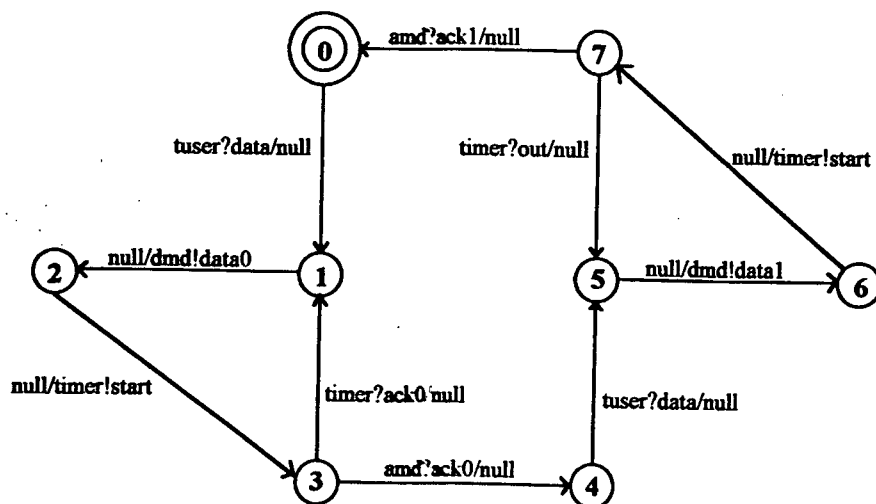 amd?ack1/null
0
7
tuser?data/null
timer?out/null
null/timer!start
null/dmd!data0
2
1
5
null/dmd!data1
6
null/timer!start
timer?ack0/null
tuser?data/null
3
amd?ack0/null
4